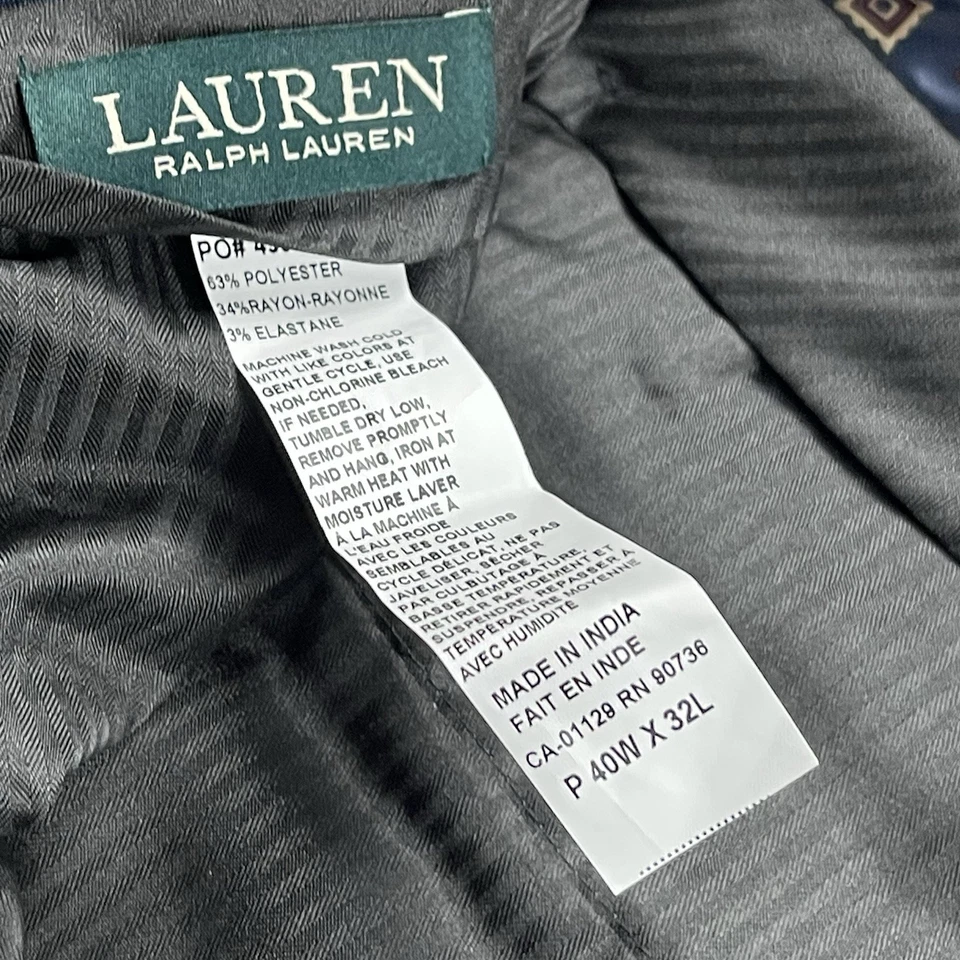 LAUREN
RALPH LAUREN
PO#
63% POLYESTER
34%RAYON-RAYONNE
3% ELASTANE
MACHINE WASH COLD
WITH LIKE COLORS AT
GENTLE CYCLE, USE
NON-CHLORINE BLEACH
IF NEEDED,
TUMBLE DRY LOW,
REMOVE PROMPTLY
AND HANG, IRON AT
WARM HEAT WITH
MOISTURE LAVER
À LA MACHINE À
L'EAU FROIDE
AVEC LES COULEURS
SEMBLABLES AU
CYCLE DÉLICAT, NE PAS
JAVELISER, SÉCHEZ
PAR CULBUTAGE À
BASSE TEMPÉRATURE,
RETIRER RAPIDEMENT ET
SUSPENDRE, REPASSER À
TEMPÉRATURE MOYENNE
AVEC HUMIDITÉ
MADE IN INDIA
FAIT EN INDE
CA-01129 RN 90736
P 40W X 32L